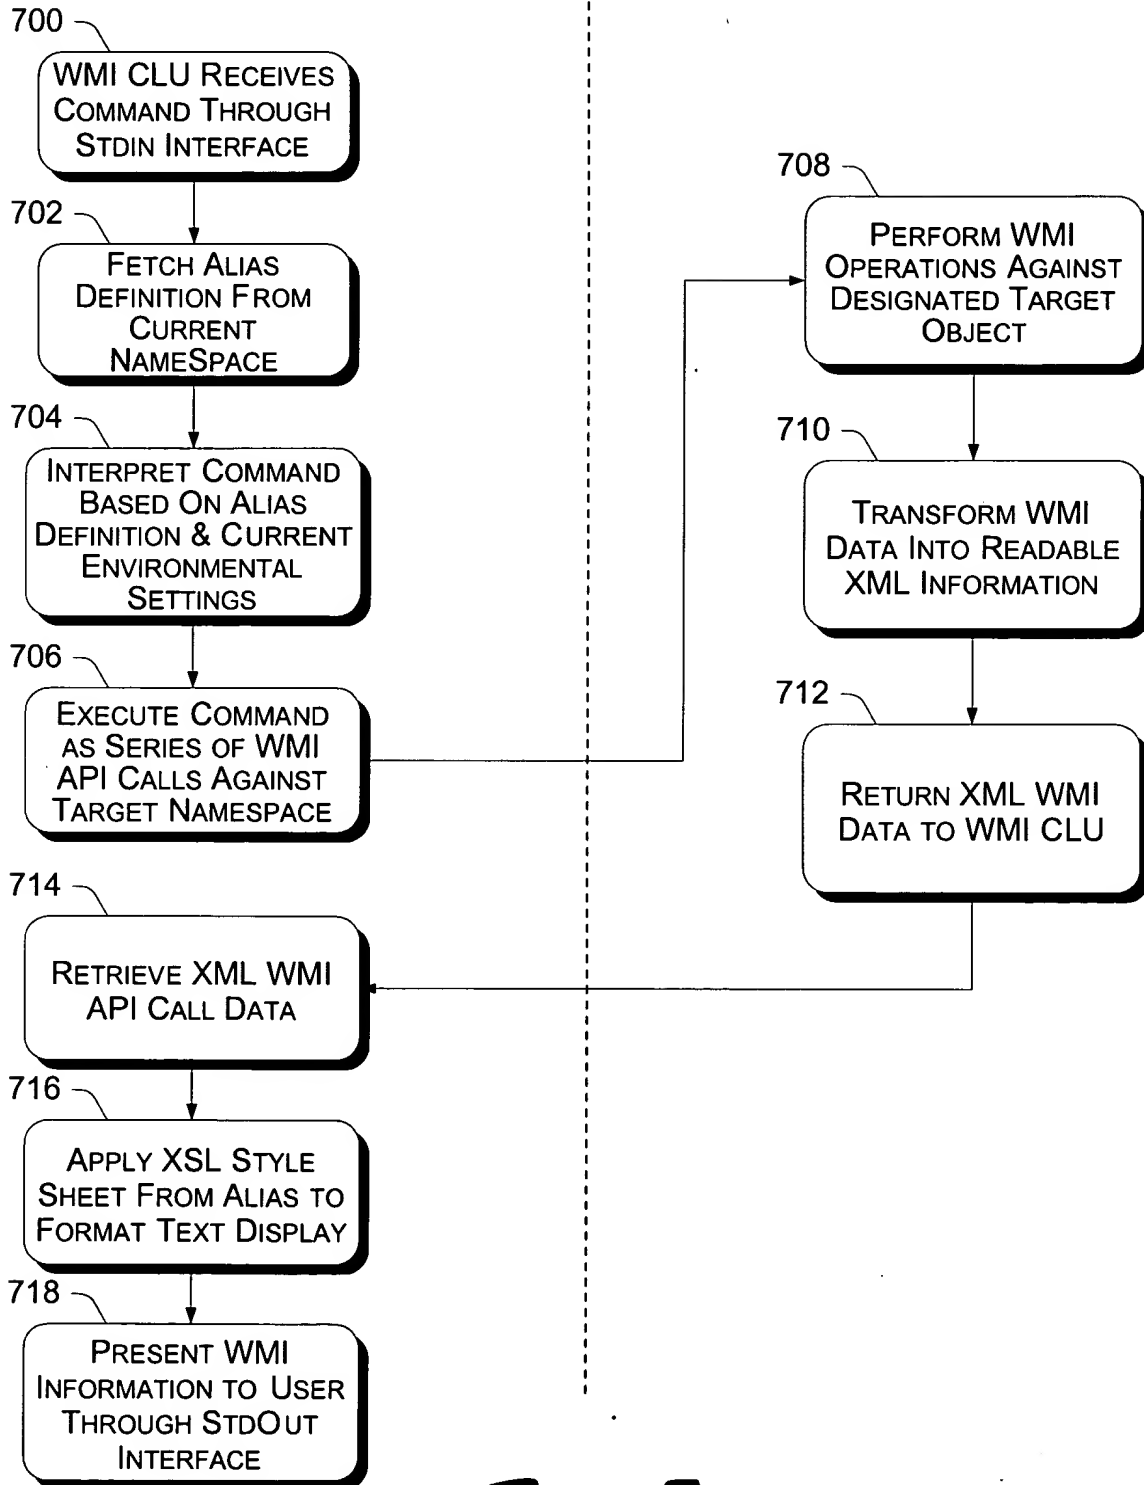 700
WMI CLU RECEIVES
COMMAND THROUGH
STDIN INTERFACE
702
FETCH ALIAS
DEFINITION FROM
CURRENT
NAMESPACE
704
INTERPRET COMMAND
BASED ON ALIAS
DEFINITION & CURRENT
ENVIRONMENTAL
SETTINGS
706
EXECUTE COMMAND
AS SERIES OF WMI
API CALLS AGAINST
TARGET NAMESPACE
708
PERFORM WMI
OPERATIONS AGAINST
DESIGNATED TARGET
OBJECT
710
TRANSFORM WMI
DATA INTO READABLE
XML INFORMATION
712
RETURN XML WMI
DATA TO WMI CLU
714
RETRIEVE XML WMI
API CALL DATA
716
APPLY XSL STYLE
SHEET FROM ALIAS TO
FORMAT TEXT DISPLAY
718
PRESENT WMI
INFORMATION TO USER
THROUGH STDOUT
INTERFACE